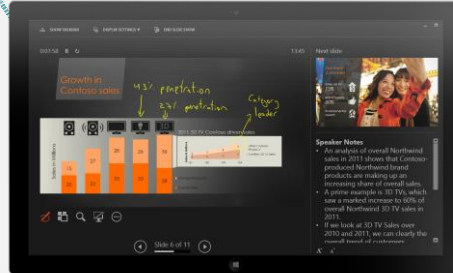 SHOW TASKBAR
DISPLAY SETTINGS ▾
END SLIDE SHOW
0:03:58
13:45
Next slide
Growth in
Contoso sales
43% penetration
27% penetration
Category
leader
3D
2011 3D TV Contoso driven sales
Sales in Millions
Speaker Notes
• An analysis of overall Northwind
sales in 2011 shows that Contoso-
produced Northwind brand
products are making up an
increasing share of overall sales.
• A prime example is 3D TVs, which
saw a marked increase to 60% of
overall Northwind 3D TV sales in
2011.
• If we look at 3D TV Sales over
2010 and 2011, we can clearly the
overall trend of customers
Slide 6 of 11